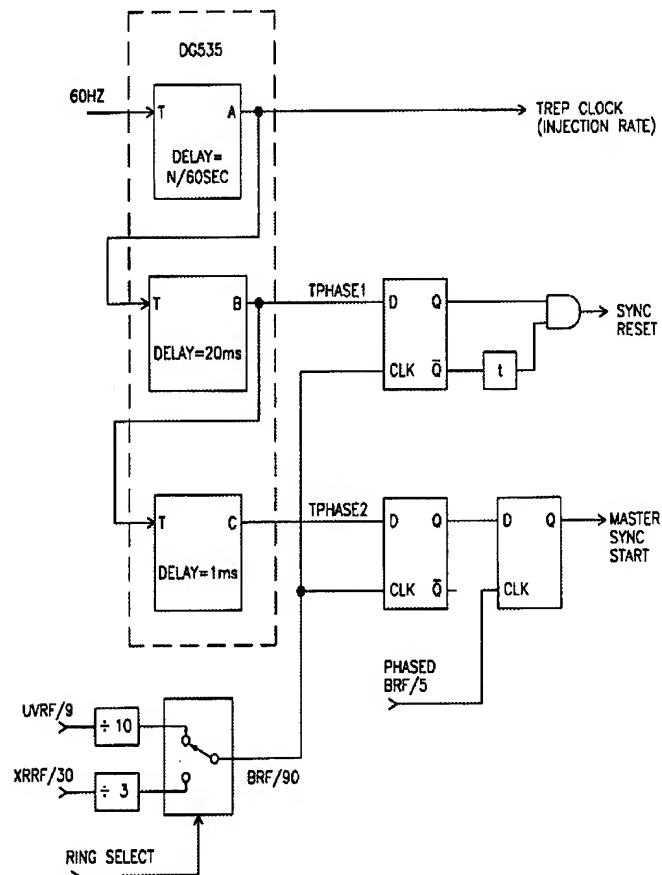 DG535
60HZ
T
A
DELAY=
N/60SEC
TREP CLOCK
(INJECTION RATE)
T
B
DELAY=20ms
TPHASE1
D
Q
CLK
Q̅
t
SYNC
RESET
T
C
DELAY=1ms
TPHASE2
D
Q
CLK
Q̅
D
Q
CLK
MASTER
SYNC
START
PHASED
BRF/5
UVRF/9
÷ 10
XRRF/30
÷ 3
BRF/90
RING SELECT